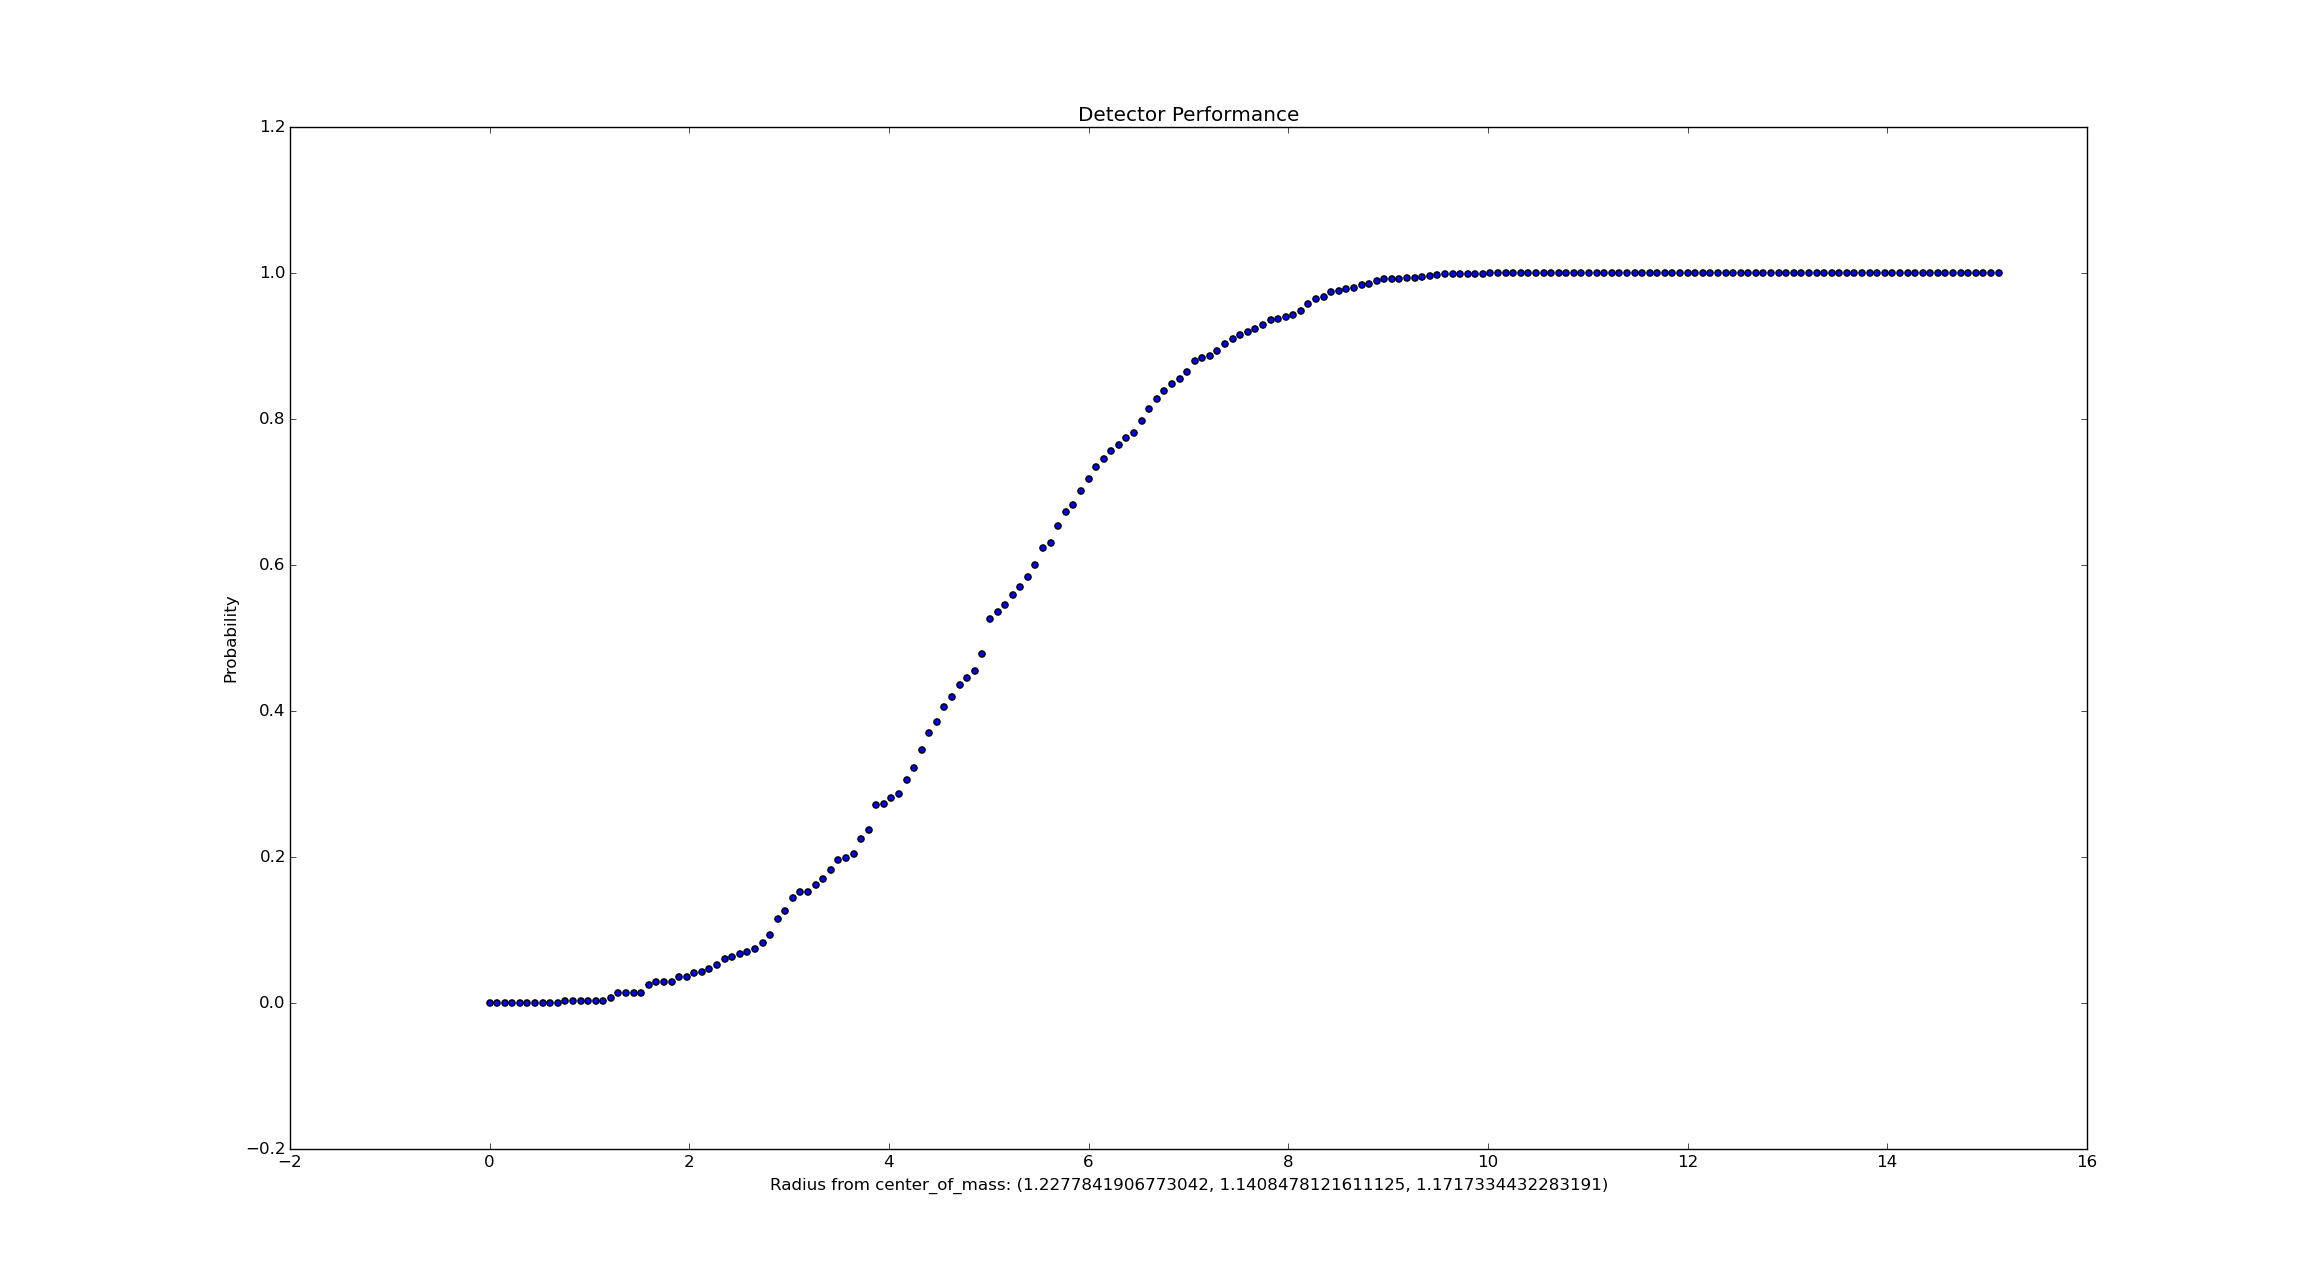 Detector Performance
1.2
1.0
0.8
0.6
0.4
0.2
0.0
−0.2
Probability
−2 0 2 4 6 8 10 12 14 16
Radius from center_of_mass: (1.2277841906773042, 1.1408478121611125, 1.1717334432283191)